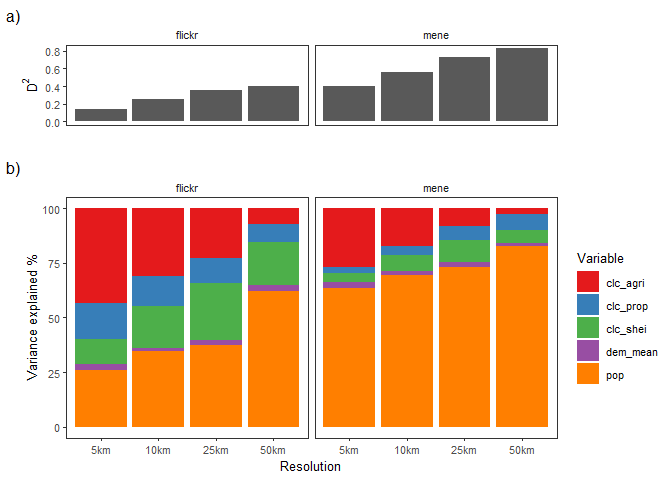 a)
flickr
mene
D2
0.8
0.6
0.4
0.2
0.0
b)
flickr
mene
Variance explained %
100
75
50
25
0
5km 10km 25km 50km
5km 10km 25km 50km
Resolution
Variable
clc_agri
clc_prop
clc_shei
dem_mean
pop